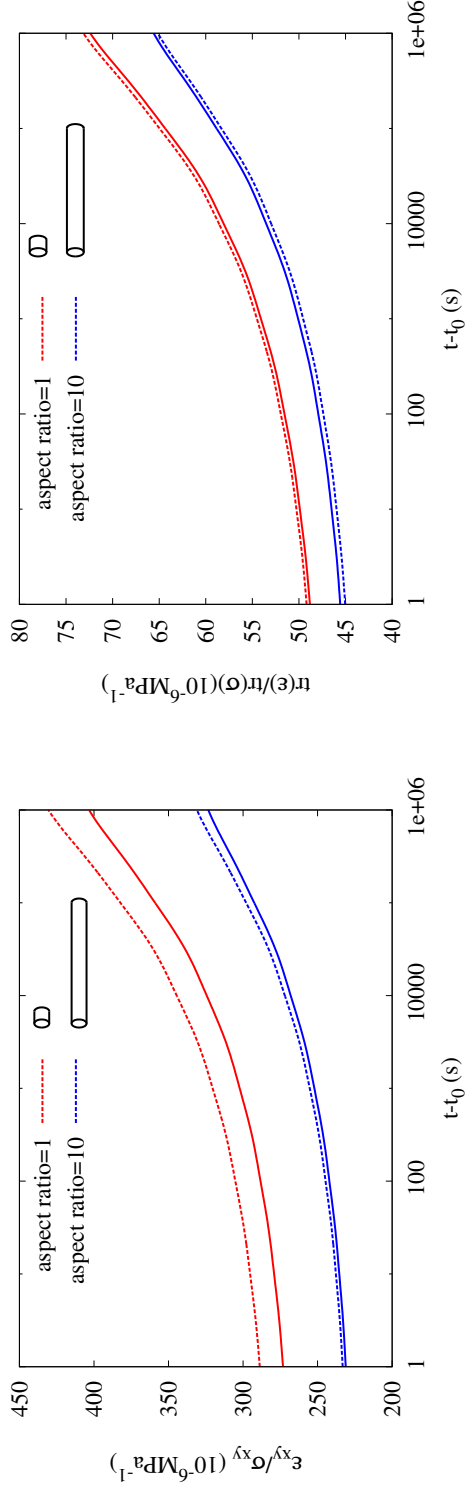 450
400
350
300
250
200
1
100
10000
1e+06
t-t0 (s)
εxy/σxy (10-6MPa-1)
aspect ratio=1
aspect ratio=10
80
75
70
65
60
55
50
45
40
1
100
10000
1e+06
t-t0 (s)
tr(ε)/tr(σ)(10-6MPa-1)
aspect ratio=1
aspect ratio=10